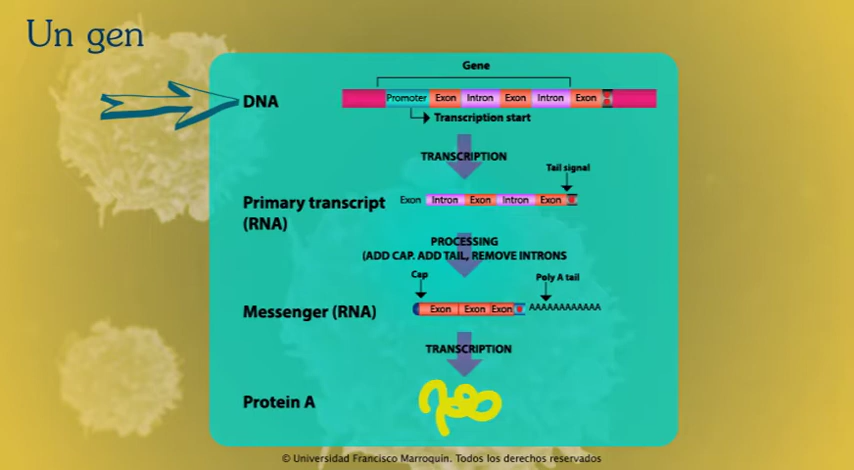 Un gen
Gene
DNA
Promoter Exon Intron Exon Intron Exon
Transcription start
TRANSCRIPTION
Tail signal
Primary transcript
(RNA)
Exon Intron Exon Intron Exon
PROCESSING
(ADD CAP. ADD TAIL, REMOVE INTRONS
Cap
Poly A tail
Messenger (RNA)
Exon Exon Exon AAAAAAAAAAAA
TRANSCRIPTION
Protein A
© Universidad Francisco Marroquín. Todos los derechos reservados